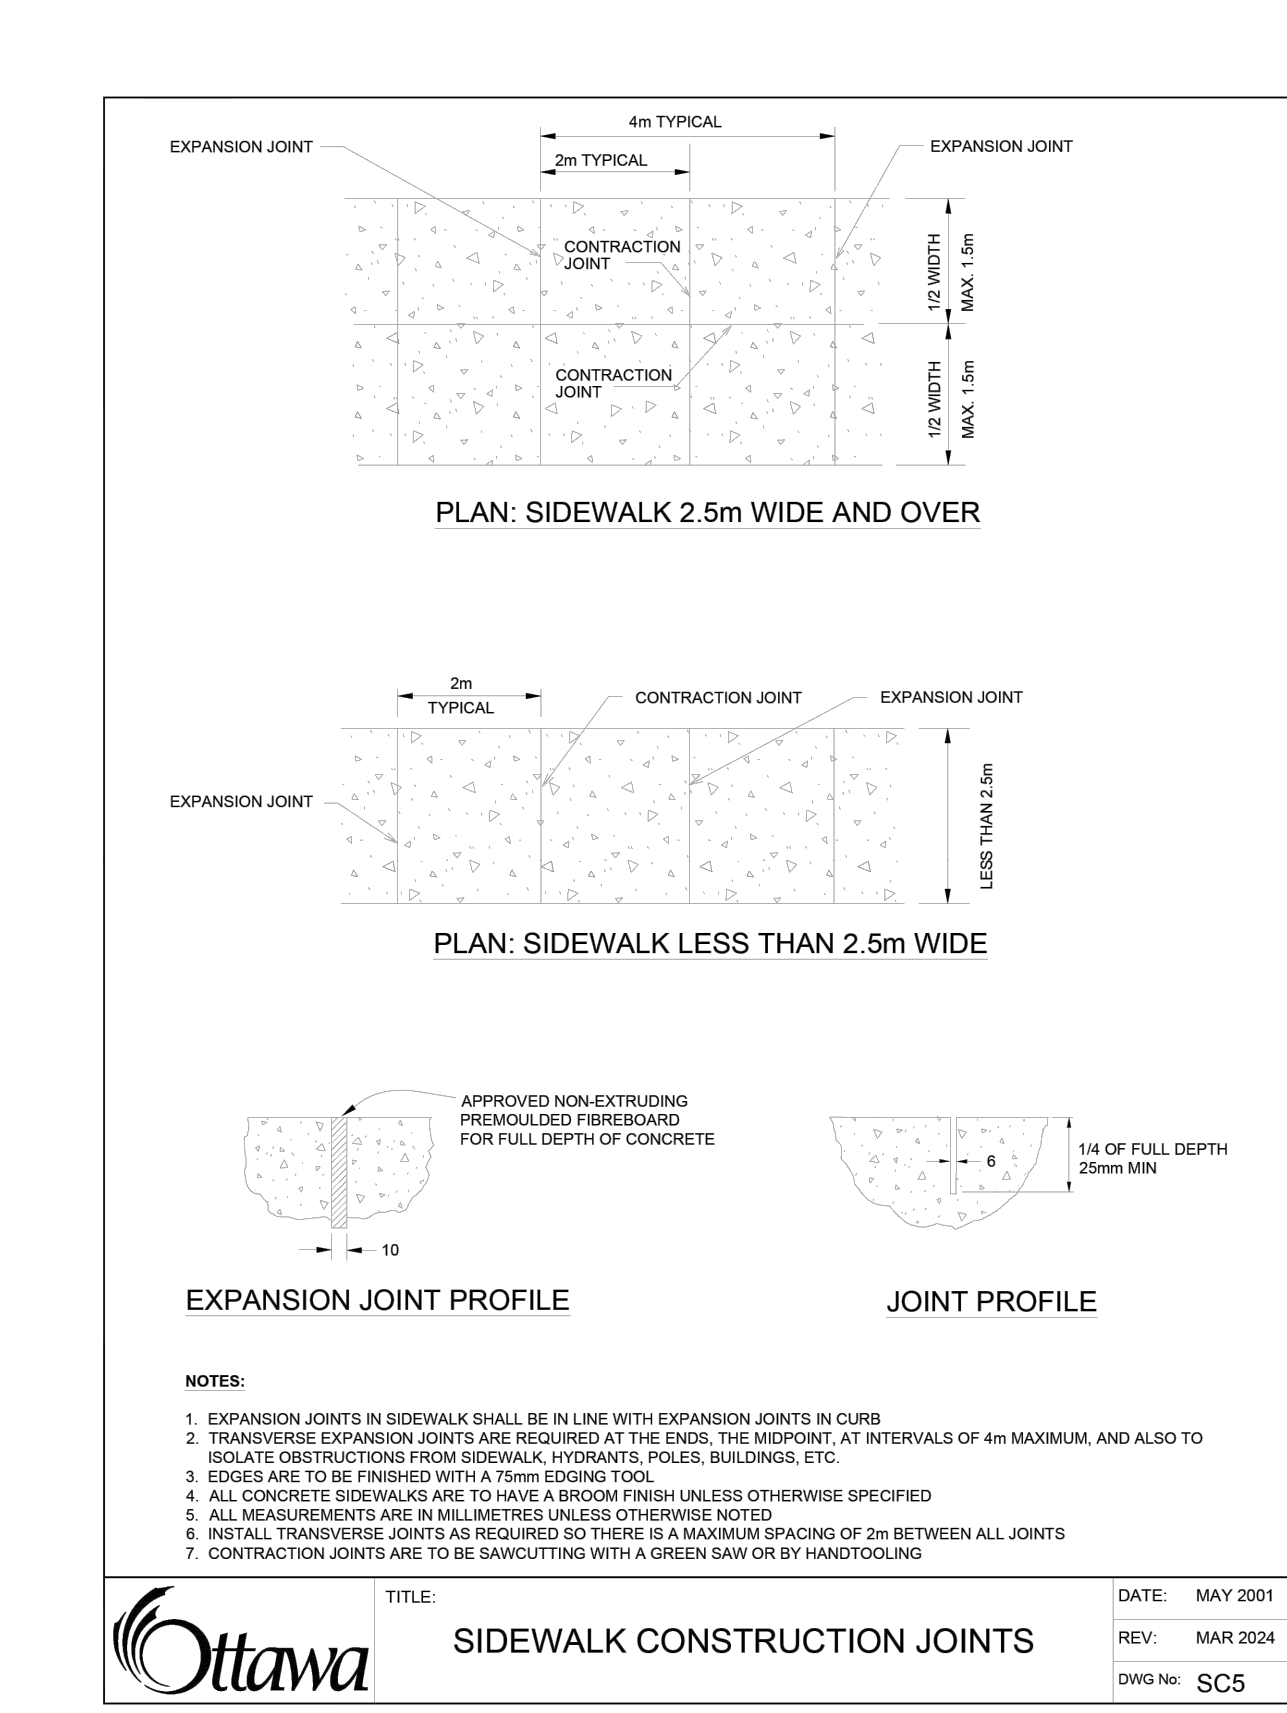 4m TYPICAL
EXPANSION JOINT
EXPANSION JOINT
2m TYPICAL
CONTRACTION
JOINT
1/2 WIDTH
MAX. 1.5m
CONTRACTION
JOINT
1/2 WIDTH
MAX. 1.5m
PLAN: SIDEWALK 2.5m WIDE AND OVER
2m
TYPICAL
CONTRACTION JOINT
EXPANSION JOINT
EXPANSION JOINT
LESS THAN 2.5m
PLAN: SIDEWALK LESS THAN 2.5m WIDE
APPROVED NON-EXTRUDING
PREMOULDED FIBREBOARD
FOR FULL DEPTH OF CONCRETE
10
EXPANSION JOINT PROFILE
6
1/4 OF FULL DEPTH
25mm MIN
JOINT PROFILE
NOTES:
1. EXPANSION JOINTS IN SIDEWALK SHALL BE IN LINE WITH EXPANSION JOINTS IN CURB
2. TRANSVERSE EXPANSION JOINTS ARE REQUIRED AT THE ENDS, THE MIDPOINT, AT INTERVALS OF 4m MAXIMUM, AND ALSO TO
ISOLATE OBSTRUCTIONS FROM SIDEWALK, HYDRANTS, POLES, BUILDINGS, ETC.
3. EDGES ARE TO BE FINISHED WITH A 75mm EDGING TOOL
4. ALL CONCRETE SIDEWALKS ARE TO HAVE A BROOM FINISH UNLESS OTHERWISE SPECIFIED
5. ALL MEASUREMENTS ARE IN MILLIMETRES UNLESS OTHERWISE NOTED
6. INSTALL TRANSVERSE JOINTS AS REQUIRED SO THERE IS A MAXIMUM SPACING OF 2m BETWEEN ALL JOINTS
7. CONTRACTION JOINTS ARE TO BE SAWCUTTING WITH A GREEN SAW OR BY HANDTOOLING
Ottawa
TITLE:
SIDEWALK CONSTRUCTION JOINTS
DATE: MAY 2001
REV: MAR 2024
DWG No: SC5